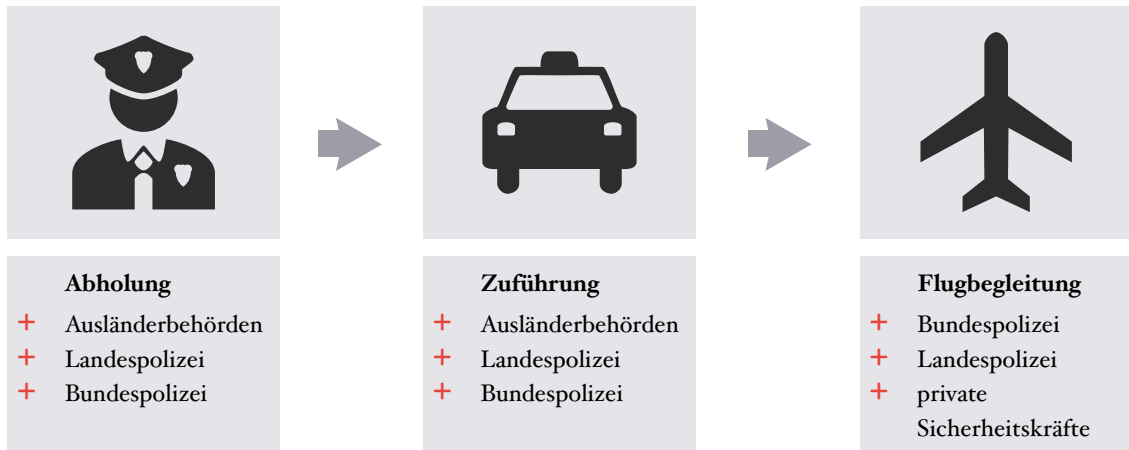 Abholung
+ Ausländerbehörden
+ Landespolizei
+ Bundespolizei
Zuführung
+ Ausländerbehörden
+ Landespolizei
+ Bundespolizei
Flugbegleitung
+ Bundespolizei
+ Landespolizei
+ private
Sicherheitskräfte